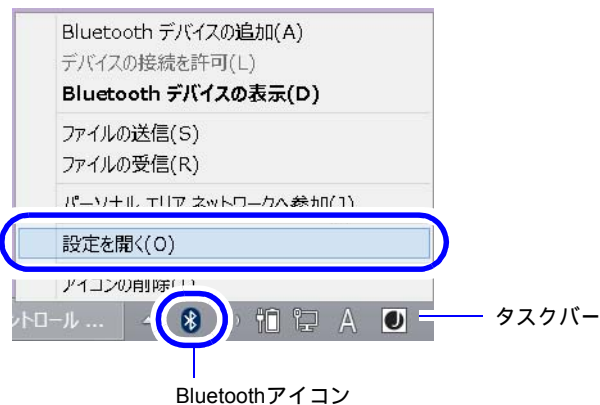 Bluetooth デバイスの追加(A)
デバイスの接続を許可(L)
Bluetooth デバイスの表示(D)
ファイルの送信(S)
ファイルの受信(R)
パーソナル エリア ネットワークへ参加(J)
設定を開く(O)
アイコンの削除(I)
トロール ...
A
タスクバー
Bluetoothアイコン